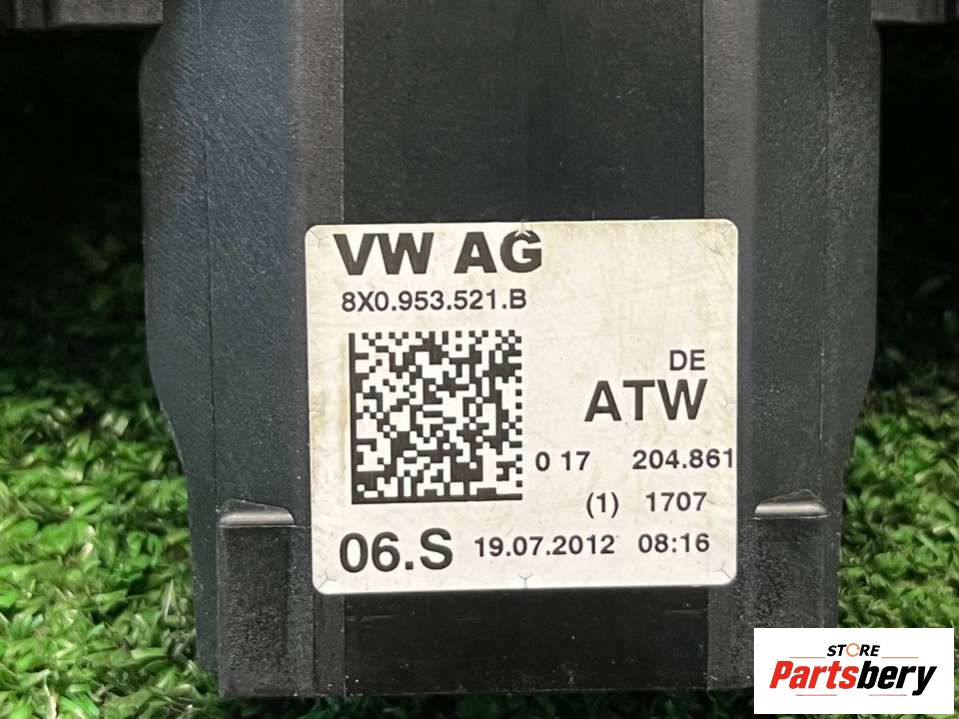 VW AG
8X0.953.521.B
DE
ATW
0 17 204.861
(1) 1707
06.S 19.07.2012 08:16
STORE
Partsbery